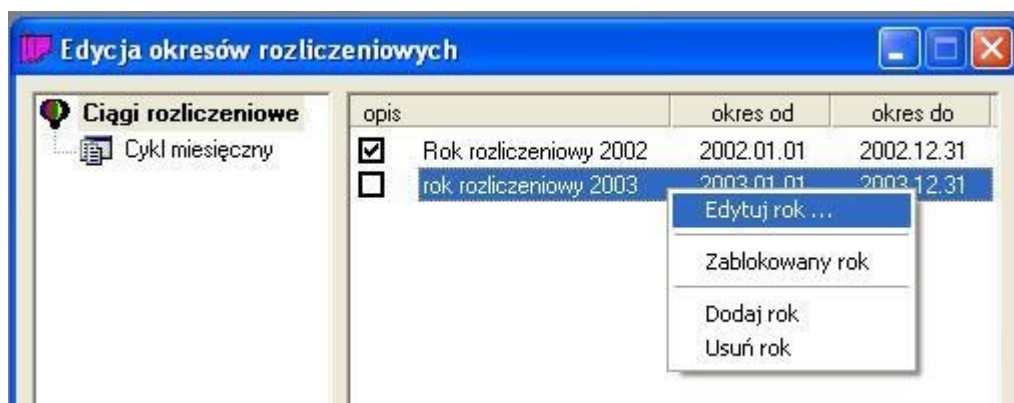 Edycja okresów rozliczeniowych
Ciągi rozliczeniowe
Cykl miesięczny
opis okres od okres do
Rok rozliczeniowy 2002 2002.01.01 2002.12.31
rok rozliczeniowy 2003 2003.01.01 2003.12.31
Edytuj rok ...
Zablokowany rok
Dodaj rok
Usuń rok